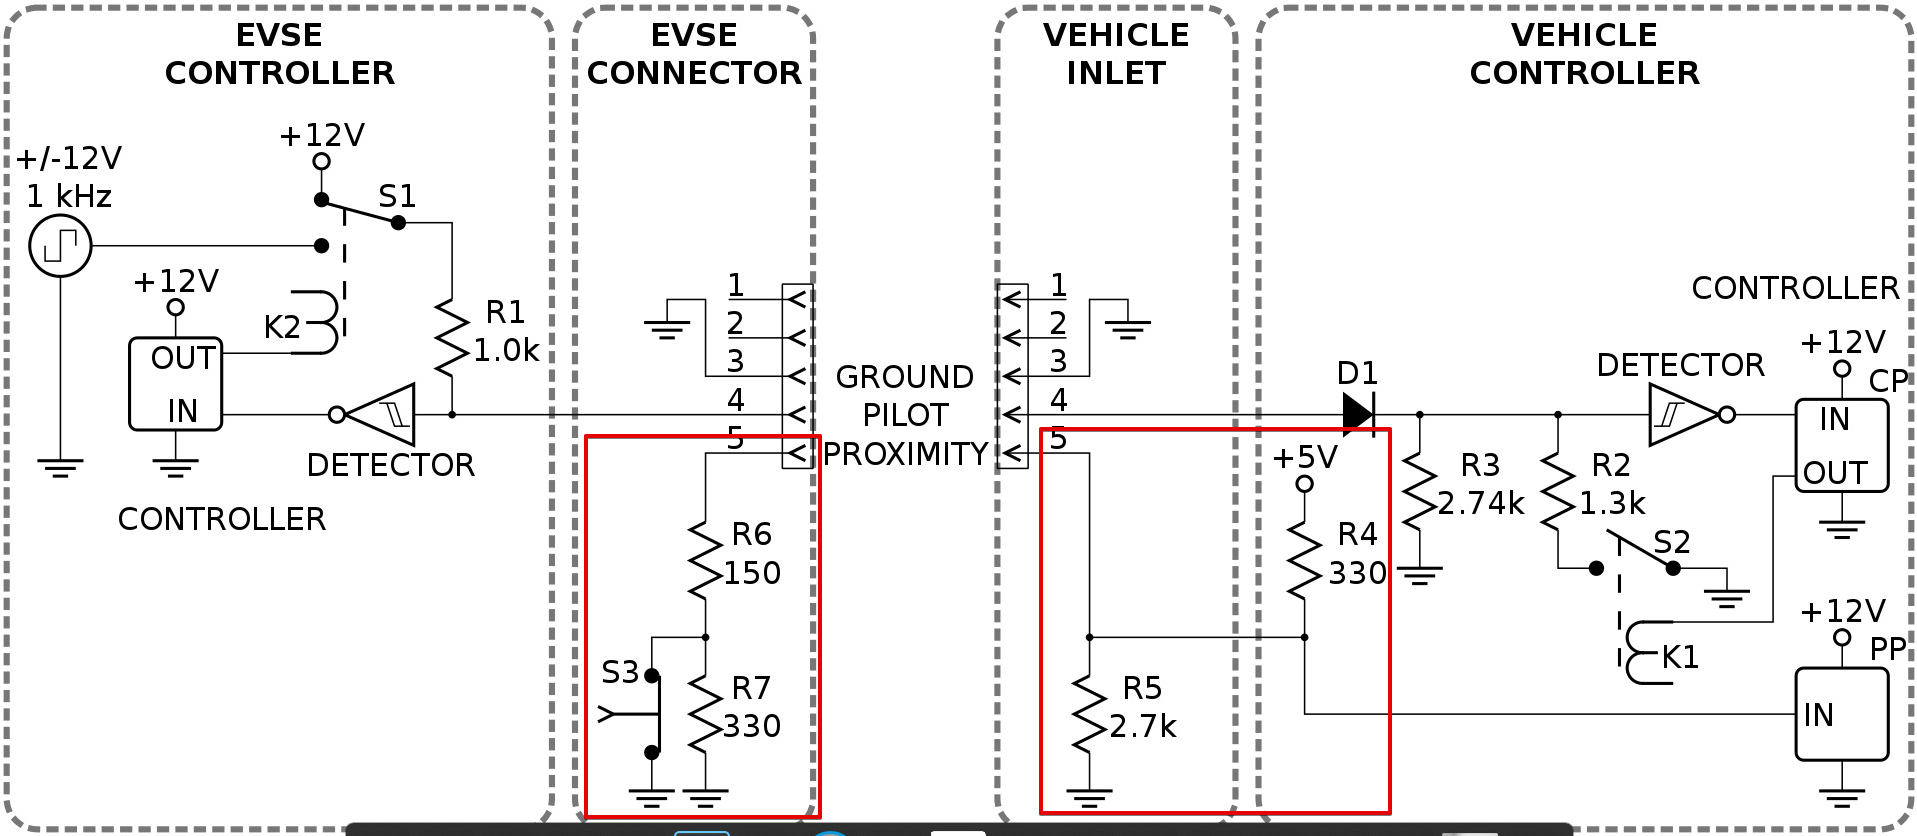 EVSE
CONTROLLER
EVSE
CONNECTOR
VEHICLE
INLET
VEHICLE
CONTROLLER
+12V
+/-12V
1 kHz
S1
+12V
K2
R1
1.0k
OUT
IN
DETECTOR
CONTROLLER
1
2
3
4
5
GROUND
PILOT
PROXIMITY
1
2
3
4
5
R6
150
S3
R7
330
R5
2.7k
D1
+5V
R4
330
R3
2.74k
R2
1.3k
S2
K1
DETECTOR
CONTROLLER
+12V
CP
IN
OUT
+12V
PP
IN